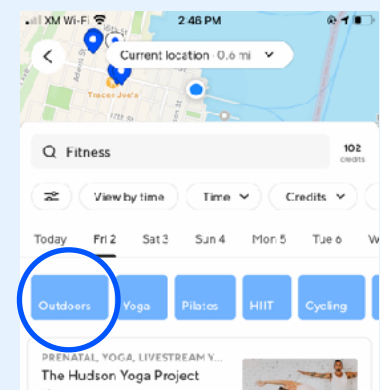 XM Wi-Fi 2:46 PM
Current location · 0.6 mi
Trader Joe's
Fitness
102
credits
View by time Time Credits
Today Fri 2 Sat 3 Sun 4 Mon 5 Tue 6 W
Outdoors Yoga Pilates HIIT Cycling
PRENATAL, YOGA, LIVESTREAM Y...
The Hudson Yoga Project